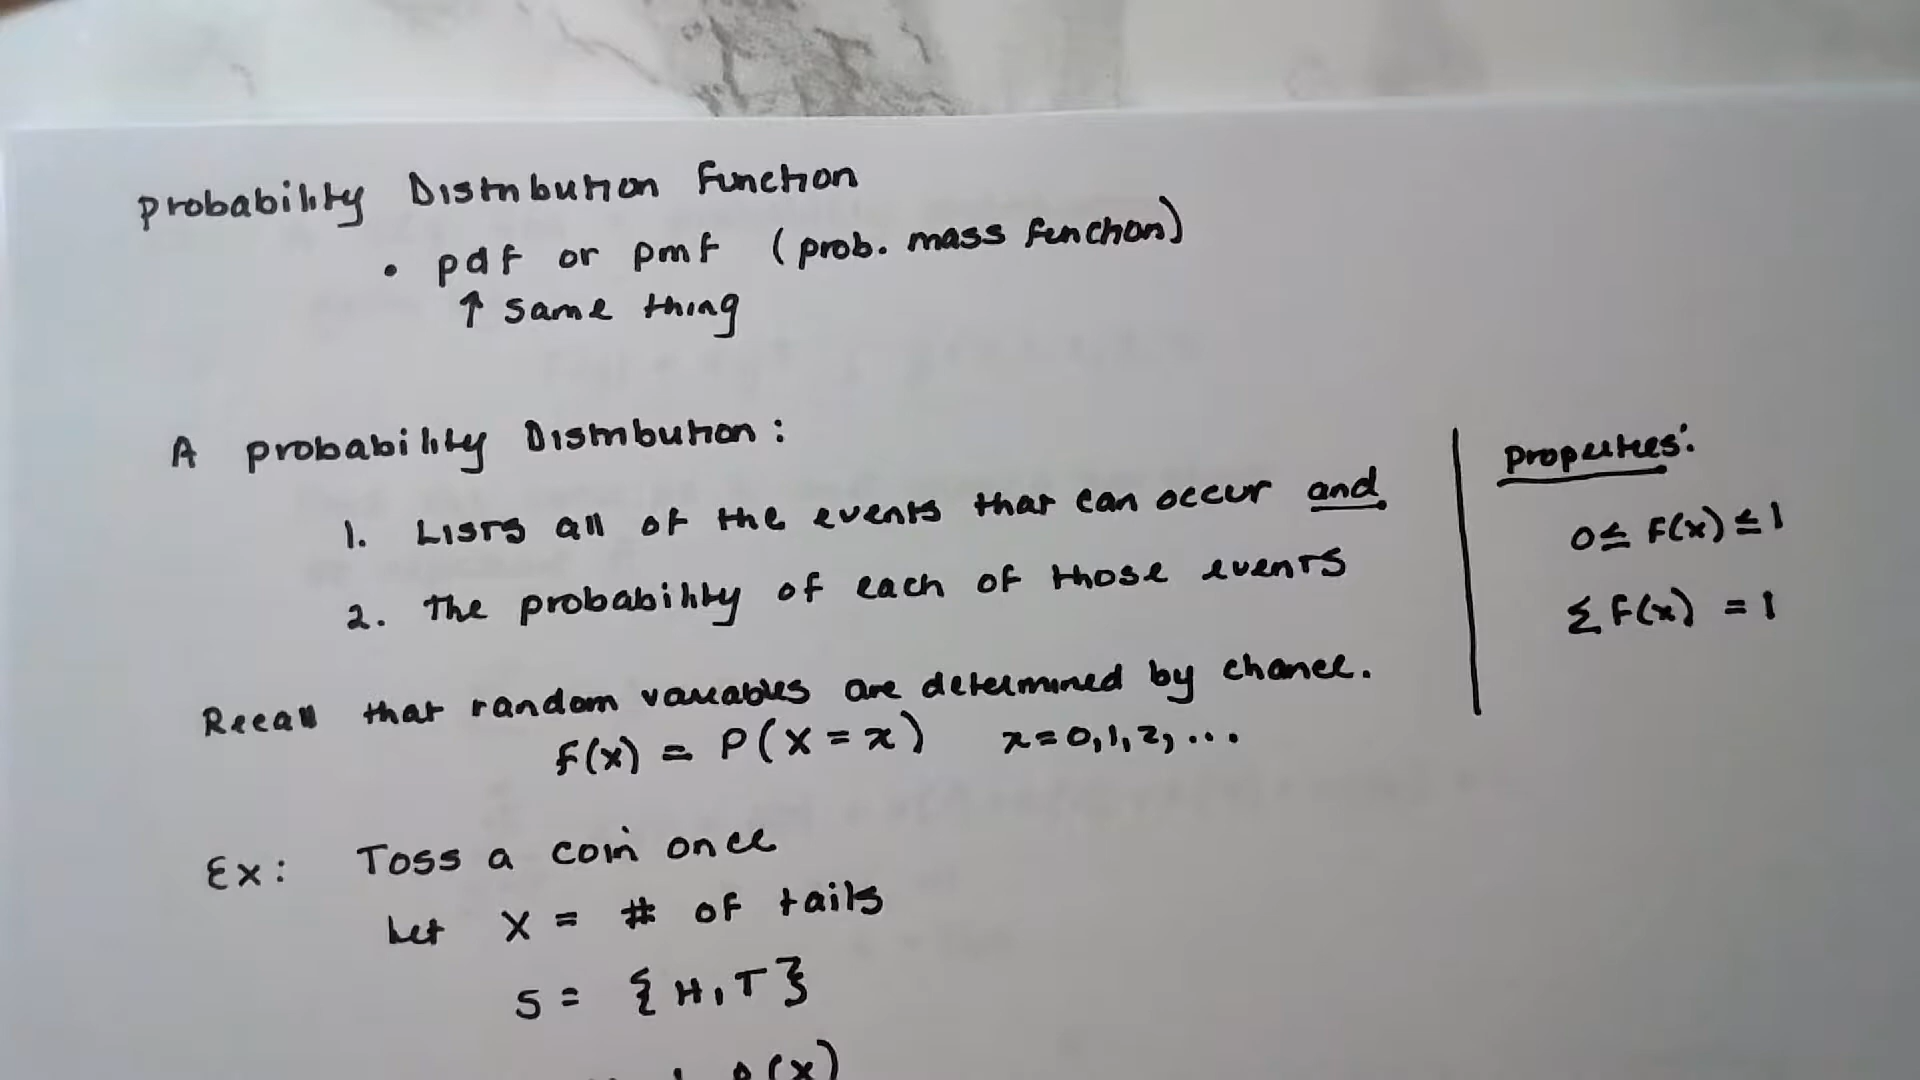 probability Distribution Function
• pdf or pmf (prob. mass function)
↑ same thing
A probability Distribution:
1. Lists all of the events that can occur and
2. The probability of each of those events
Recall that random variables are determined by chance.
f(x) = P(X = x) x = 0, 1, 2, ...
Properties:
0 ≤ f(x) ≤ 1
Σ f(x) = 1
Ex: Toss a coin once
Let X = # of tails
S = {H, T}
(x)